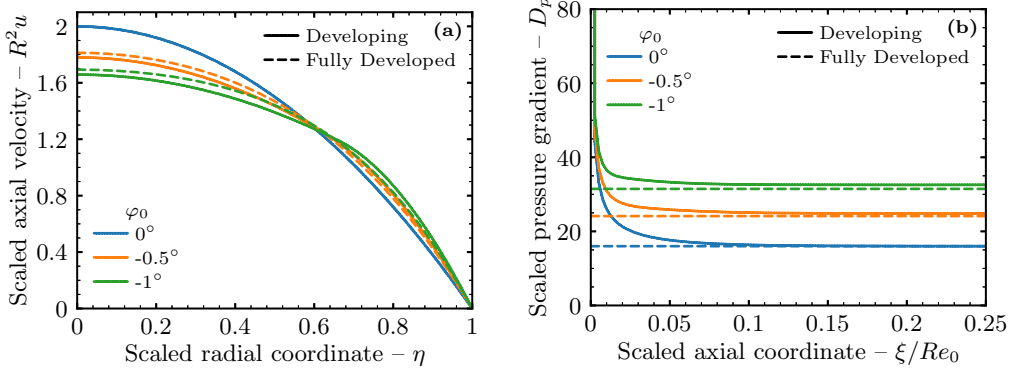 (a)
Developing
Fully Developed
Scaled axial velocity – R²u
2
1.6
1.2
0.8
0.4
0
φ₀
0°
-0.5°
-1°
0 0.2 0.4 0.6 0.8 1
Scaled radial coordinate – η
(b)
φ₀
0°
-0.5°
-1°
Developing
Fully Developed
Scaled pressure gradient – Dₚ
80
60
40
20
0
0 0.05 0.1 0.15 0.2 0.25
Scaled axial coordinate – ξ/Re₀